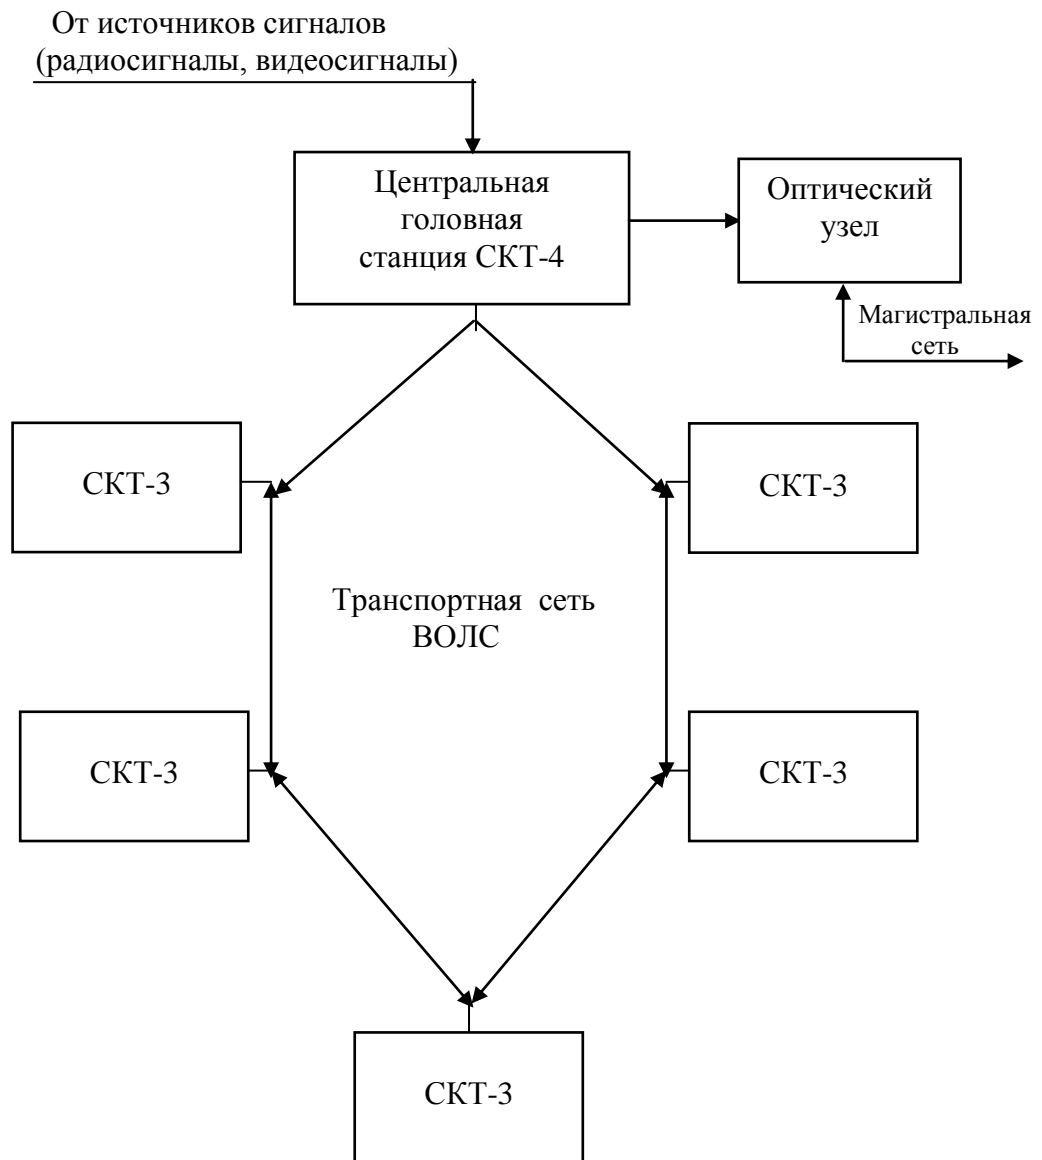 От источников сигналов
(радиосигналы, видеосигналы)
Центральная
головная
станция СКТ-4
Оптический
узел
Магистральная
сеть
СКТ-3
СКТ-3
Транспортная сеть
ВОЛС
СКТ-3
СКТ-3
СКТ-3